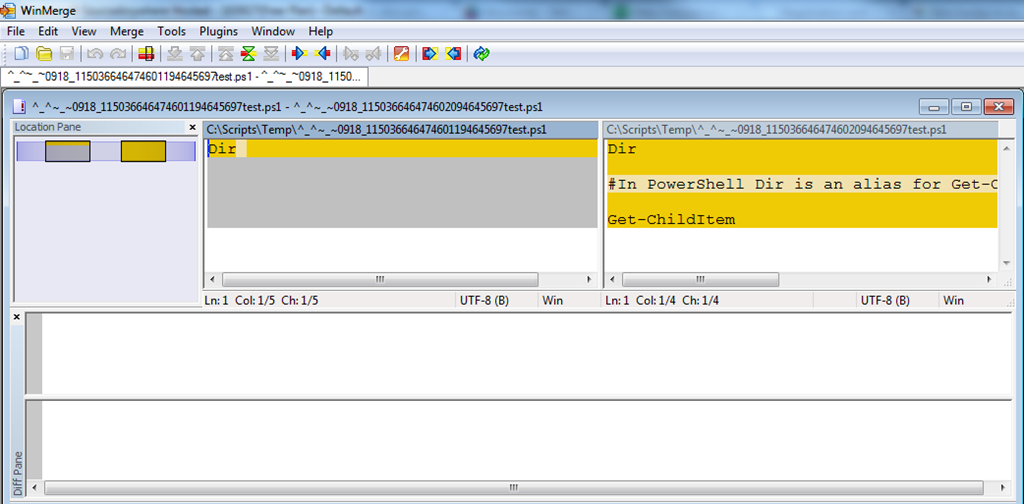 WinMerge
File Edit View Merge Tools Plugins Window Help
^_^~_~0918_115036646474601194645697test.ps1 - ^_^~_~0918_1150...
^_^~_~0918_115036646474601194645697test.ps1 - ^_^~_~0918_115036646474602094645697test.ps1
Location Pane
C:\Scripts\Temp\^_^~_~0918_115036646474601194645697test.ps1
C:\Scripts\Temp\^_^~_~0918_115036646474602094645697test.ps1
Dir
Dir
#In PowerShell Dir is an alias for Get-C
Get-ChildItem
Ln: 1 Col: 1/5 Ch: 1/5 UTF-8 (B) Win
Ln: 1 Col: 1/4 Ch: 1/4 UTF-8 (B) Win
Diff Pane